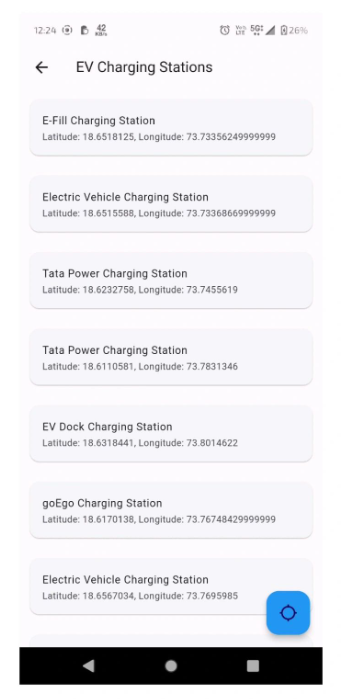 12:24 42 KB/s Vo)) LTE 5G 26%
EV Charging Stations
E-Fill Charging Station
Latitude: 18.6518125, Longitude: 73.73356249999999
Electric Vehicle Charging Station
Latitude: 18.6515588, Longitude: 73.73368669999999
Tata Power Charging Station
Latitude: 18.6232758, Longitude: 73.7455619
Tata Power Charging Station
Latitude: 18.6110581, Longitude: 73.7831346
EV Dock Charging Station
Latitude: 18.6318441, Longitude: 73.8014622
goEgo Charging Station
Latitude: 18.6170138, Longitude: 73.76748429999999
Electric Vehicle Charging Station
Latitude: 18.6567034, Longitude: 73.7695985